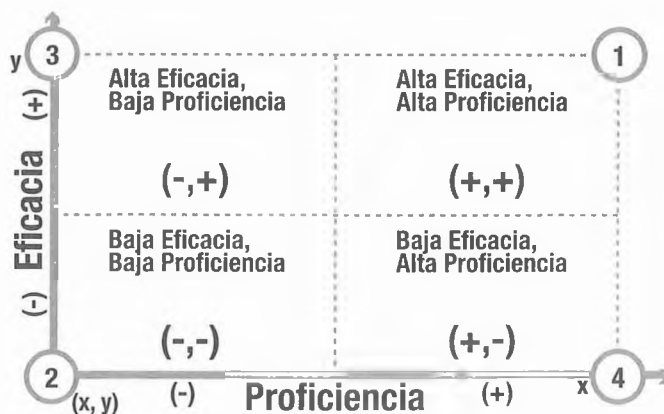 y
3
1
(+)
Eficacia
(-)
Alta Eficacia,
Baja Proficiencia
(-,+)
Alta Eficacia,
Alta Proficiencia
(+,+)
Baja Eficacia,
Baja Proficiencia
(-,-)
Baja Eficacia,
Alta Proficiencia
(+,-)
2
(x, y)
(-)
Proficiencia
(+)
x
4